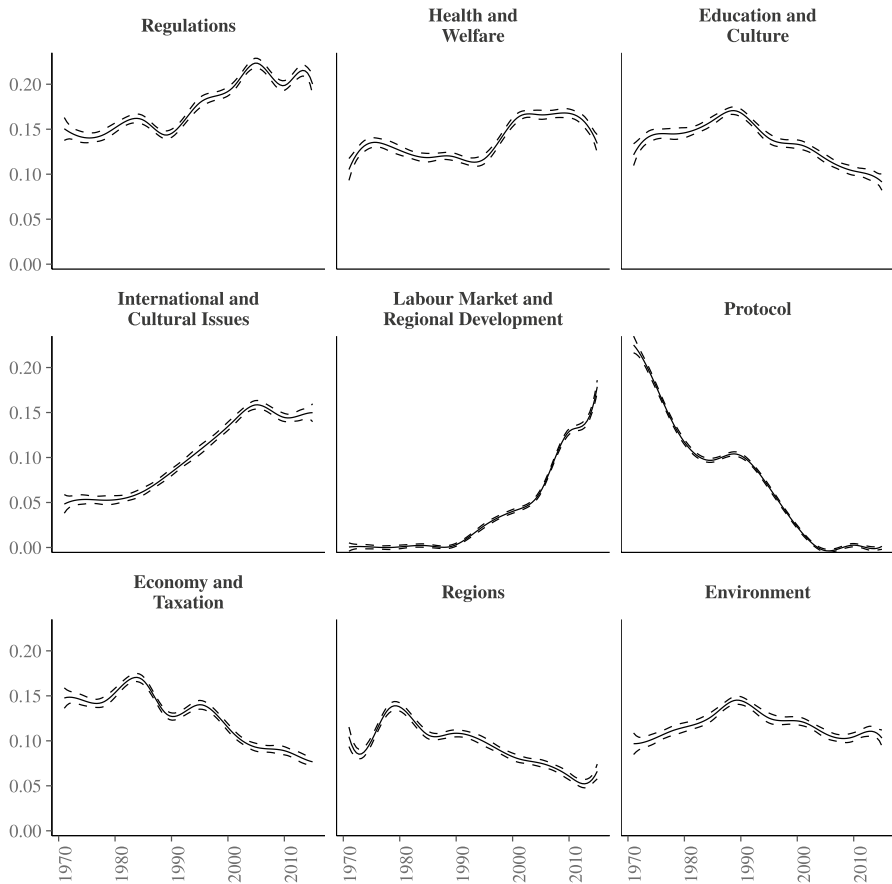 Regulations
Health and
Welfare
Education and
Culture
0.20
0.15
0.10
0.05
0.00
International and
Cultural Issues
Labour Market and
Regional Development
Protocol
0.20
0.15
0.10
0.05
0.00
Economy and
Taxation
Regions
Environment
0.20
0.15
0.10
0.05
0.00
1970
1980
1990
2000
2010
1970
1980
1990
2000
2010
1970
1980
1990
2000
2010